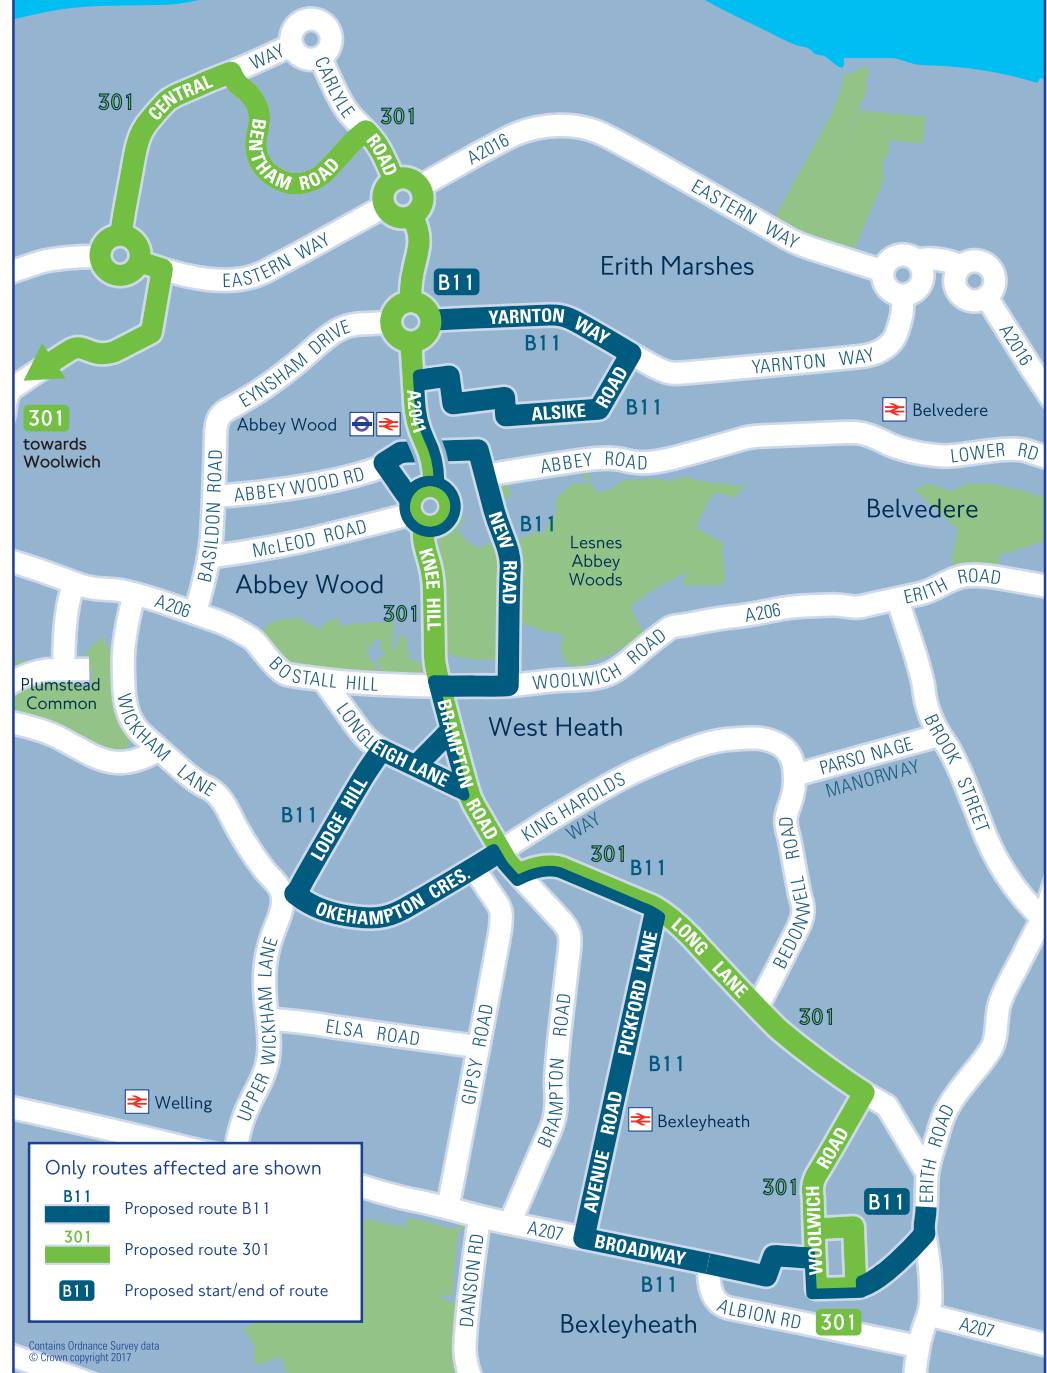 WAY
CARLYLE
301
CENTRAL
301
BENTHAM ROAD
ROAD
A2016
EASTERN WAY
EASTERN WAY
Erith Marshes
B11
YARNTON WAY
B11
EYNSHAM DRIVE
YARNTON WAY
A2016
ROAD
ALSIKE
B11
A2041
301
towards
Woolwich
Abbey Wood
Belvedere
ABBEY ROAD
LOWER RD
BASILDON ROAD
ABBEY WOOD RD
Belvedere
McLEOD ROAD
NEW ROAD
B11
Lesnes
Abbey
Woods
KNEE HILL
Abbey Wood
301
A206
A206
ERITH ROAD
BOSTALL HILL
WOOLWICH ROAD
Plumstead
Common
WICKHAM LANE
LONGLEIGH LANE
BRAMPTON ROAD
West Heath
BROOK STREET
PARSO NAGE
MANORWAY
KING HAROLDS
WAY
B11
LODGE HILL
301
B11
BEDONWELL ROAD
OKEHAMPTON CRES.
LONG LANE
PICKFORD LANE
UPPER WICKHAM LANE
ELSA ROAD
GIPSY ROAD
BRAMPTON ROAD
301
B11
Welling
Bexleyheath
AVENUE ROAD
ERITH ROAD
ROAD
301
WOOLWICH
B11
A207
BROADWAY
B11
DANSON RD
ALBION RD
301
A207
Bexleyheath
Only routes affected are shown
B11
Proposed route B11
301
Proposed route 301
B11
Proposed start/end of route
Contains Ordnance Survey data
© Crown copyright 2017